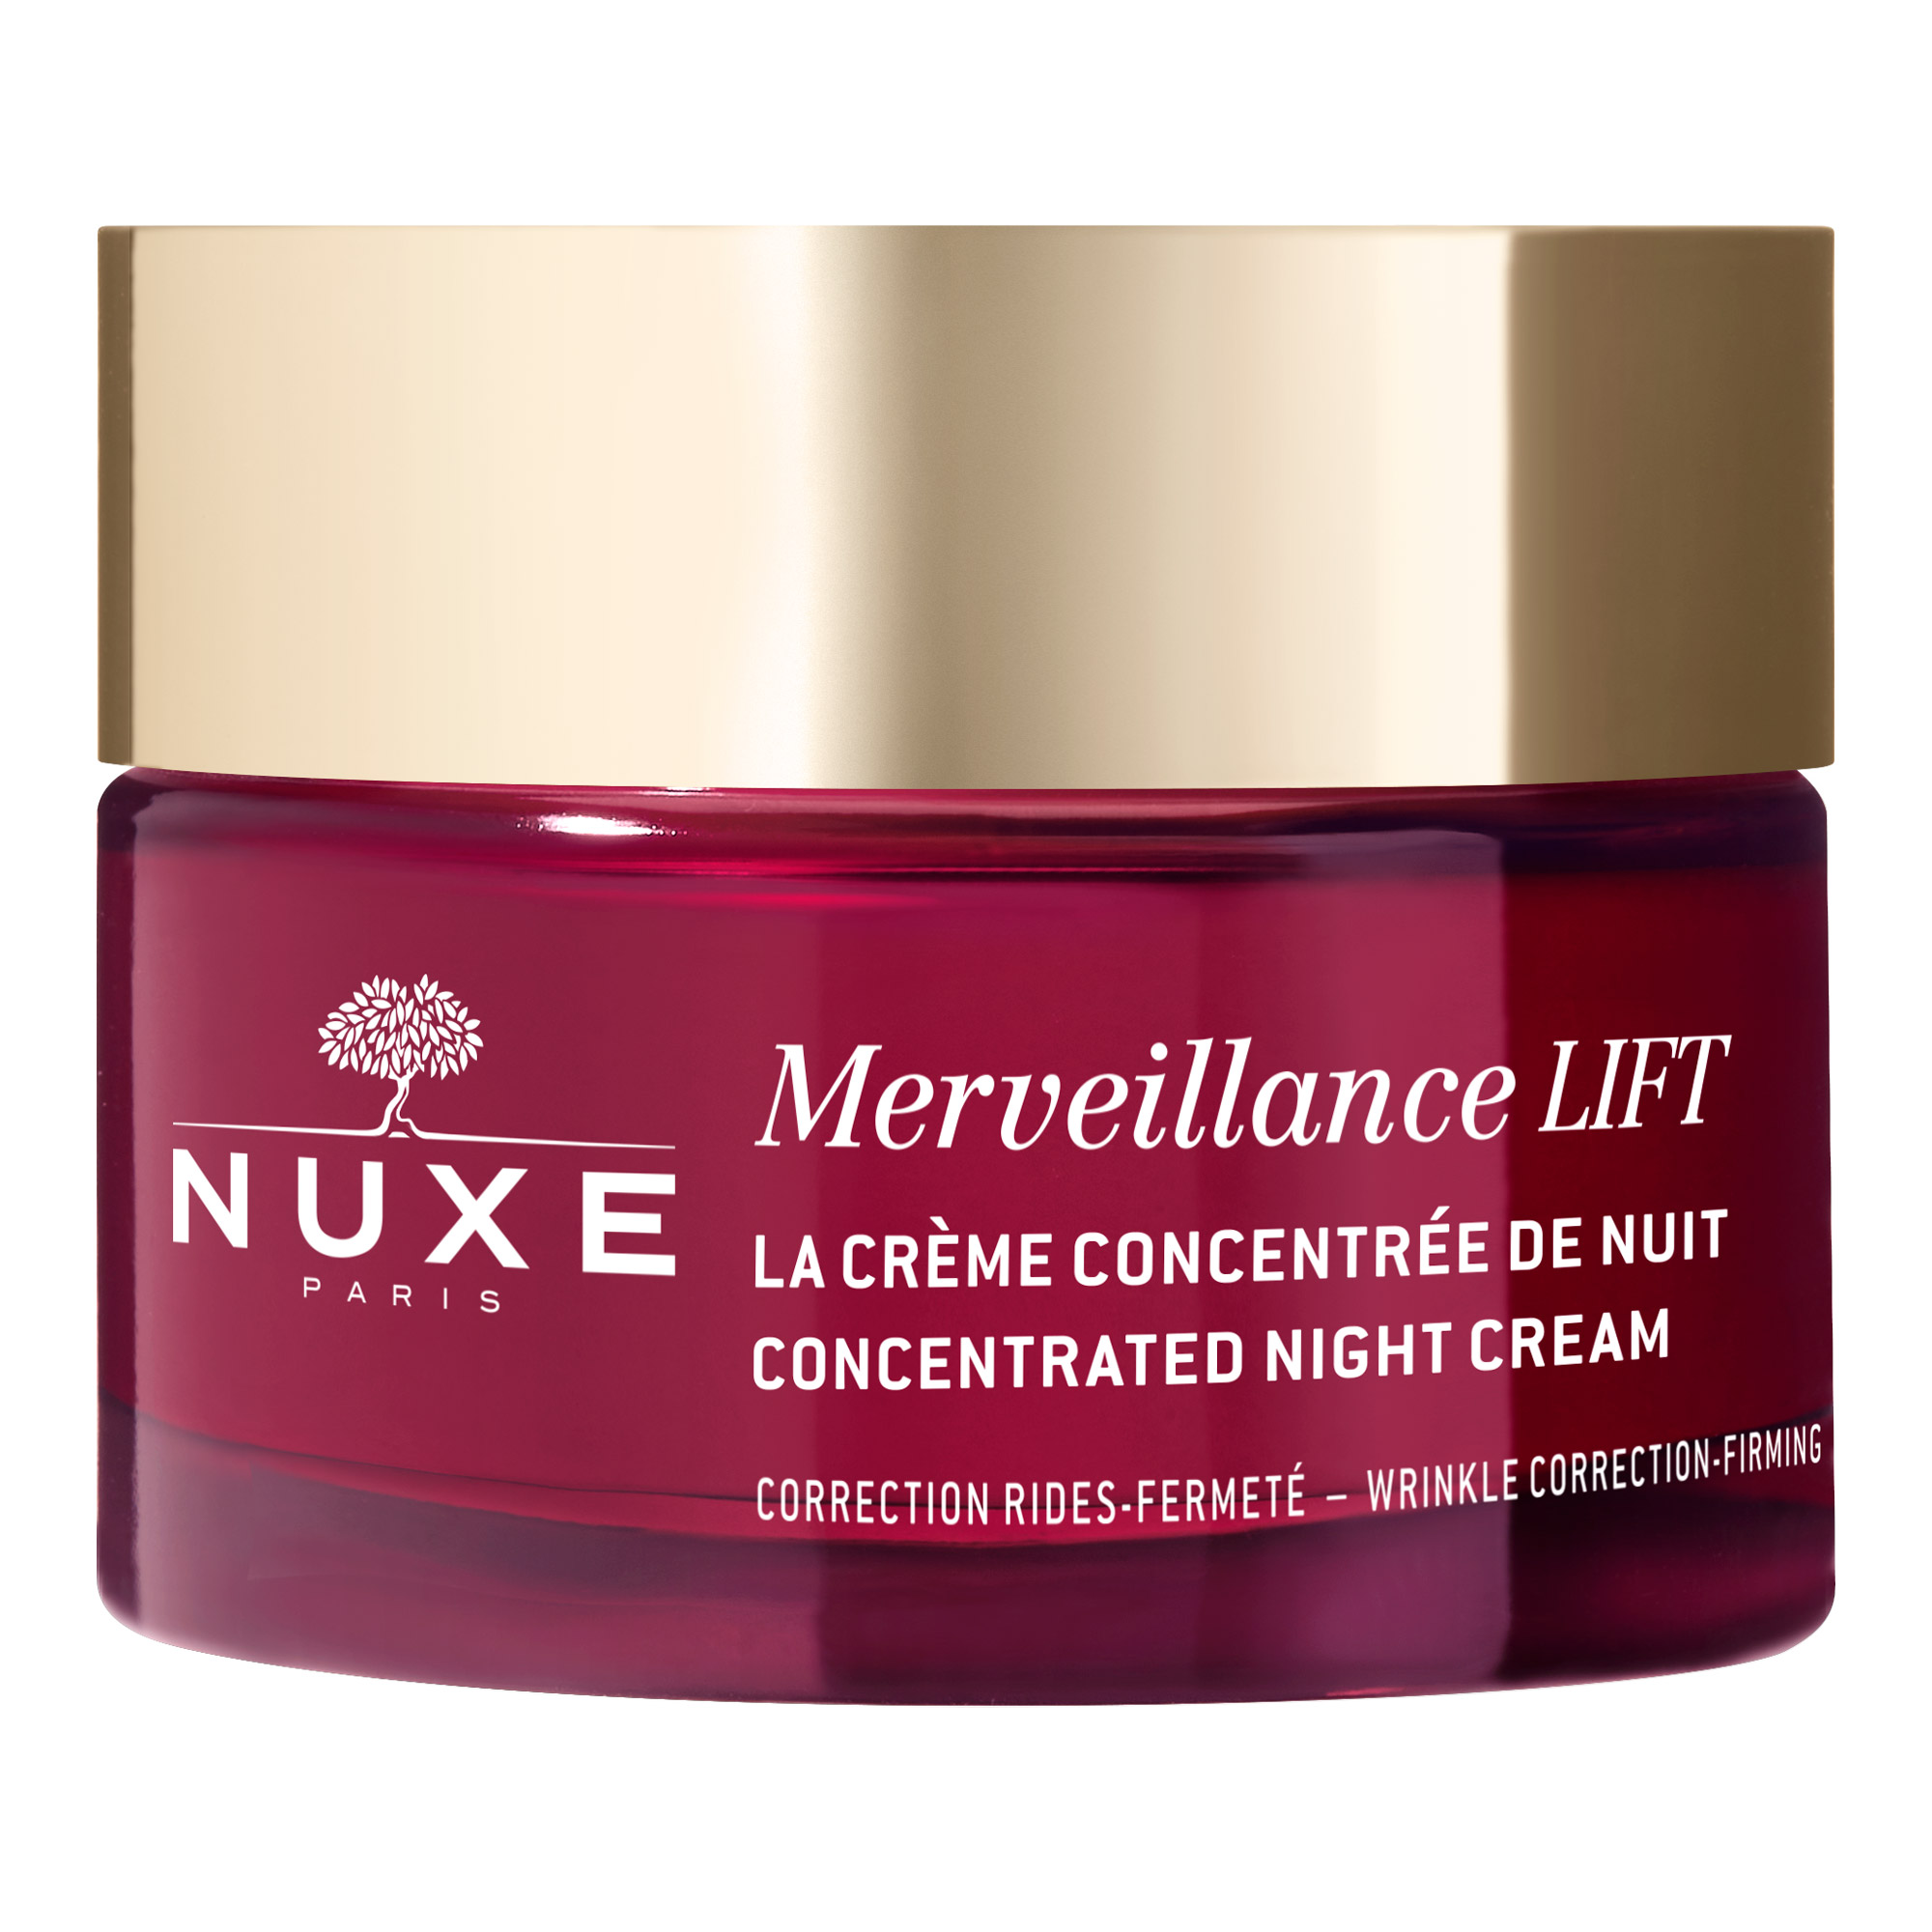 NUXE
PARIS
Merveillance LIFT
LA CRÈME CONCENTRÉE DE NUIT
CONCENTRATED NIGHT CREAM
CORRECTION RIDES-FERMETÉ – WRINKLE CORRECTION-FIRMING